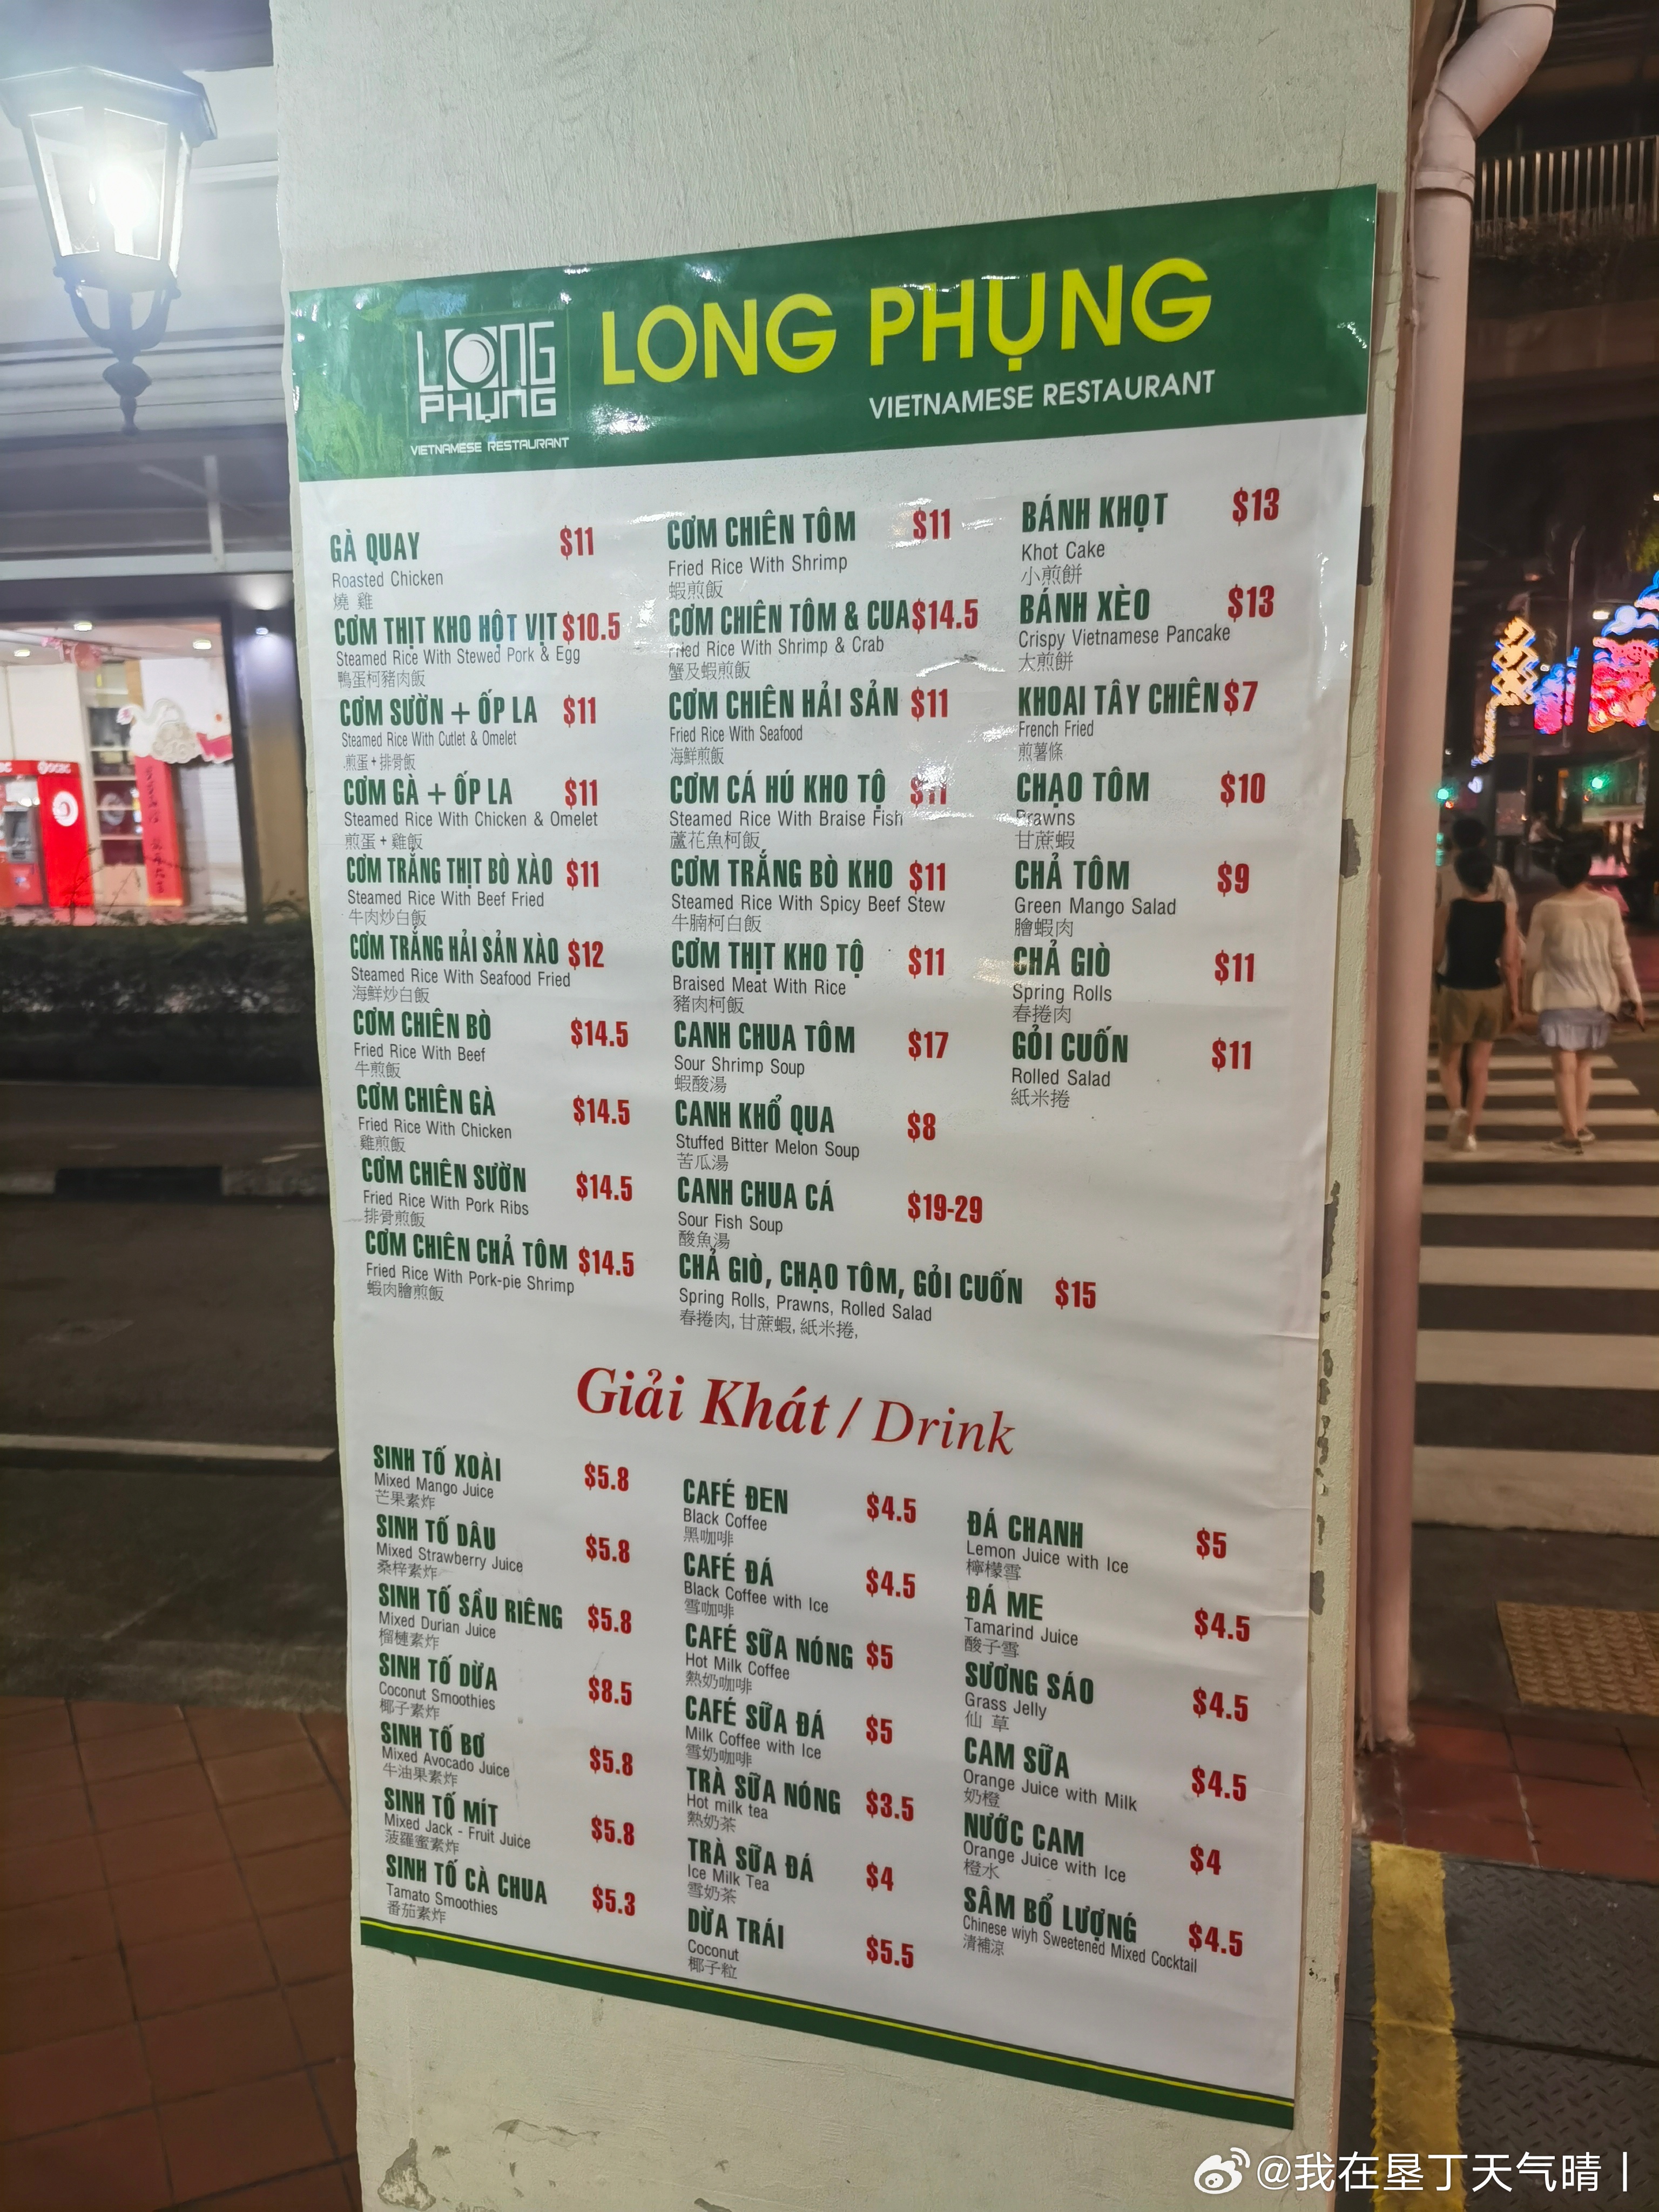 LONG
PHỤNG
VIETNAMESE RESTAURANT
LONG PHỤNG
VIETNAMESE RESTAURANT
GÀ QUAY $11
Roasted Chicken
燒 雞
CƠM THỊT KHO HỘT VỊT $10.5
Steamed Rice With Stewed Pork & Egg
鴨蛋柯豬肉飯
CƠM SƯỜN + ỐP LA $11
Steamed Rice With Cutlet & Omelet
煎蛋+排骨飯
CƠM GÀ + ỐP LA $11
Steamed Rice With Chicken & Omelet
煎蛋+雞飯
CƠM TRẮNG THỊT BÒ XÀO $11
Steamed Rice With Beef Fried
牛肉炒白飯
CƠM TRẮNG HẢI SẢN XÀO $12
Steamed Rice With Seafood Fried
海鮮炒白飯
CƠM CHIÊN BÒ $14.5
Fried Rice With Beef
牛煎飯
CƠM CHIÊN GÀ $14.5
Fried Rice With Chicken
雞煎飯
CƠM CHIÊN SƯỜN $14.5
Fried Rice With Pork Ribs
排骨煎飯
CƠM CHIÊN CHẢ TÔM $14.5
Fried Rice With Pork-pie Shrimp
蝦肉膾煎飯
CƠM CHIÊN TÔM $11
Fried Rice With Shrimp
蝦煎飯
CƠM CHIÊN TÔM & CUA $14.5
Fried Rice With Shrimp & Crab
蟹及蝦煎飯
CƠM CHIÊN HẢI SẢN $11
Fried Rice With Seafood
海鮮煎飯
CƠM CÁ HÚ KHO TỘ $11
Steamed Rice With Braise Fish
蘆花魚柯飯
CƠM TRẮNG BÒ KHO $11
Steamed Rice With Spicy Beef Stew
牛腩柯白飯
CƠM THỊT KHO TỘ $11
Braised Meat With Rice
豬肉柯飯
CANH CHUA TÔM $17
Sour Shrimp Soup
蝦酸湯
CANH KHỔ QUA $8
Stuffed Bitter Melon Soup
苦瓜湯
CANH CHUA CÁ $19-29
Sour Fish Soup
酸魚湯
CHẢ GIÒ, CHẠO TÔM, GỎI CUỐN $15
Spring Rolls, Prawns, Rolled Salad
春捲肉, 甘蔗蝦, 紙米捲,
BÁNH KHỌT $13
Khot Cake
小煎餅
BÁNH XÈO $13
Crispy Vietnamese Pancake
大煎餅
KHOAI TÂY CHIÊN $7
French Fried
煎薯條
CHẠO TÔM $10
Prawns
甘蔗蝦
CHẢ TÔM $9
Green Mango Salad
膾蝦肉
CHẢ GIÒ $11
Spring Rolls
春捲肉
GỎI CUỐN $11
Rolled Salad
紙米捲
Giải Khát / Drink
SINH TỐ XOÀI $5.8
Mixed Mango Juice
芒果素炸
SINH TỐ DÂU $5.8
Mixed Strawberry Juice
桑梓素炸
SINH TỐ SẦU RIÊNG $5.8
Mixed Durian Juice
榴槤素炸
SINH TỐ DỪA $8.5
Coconut Smoothies
椰子素炸
SINH TỐ BƠ $5.8
Mixed Avocado Juice
牛油果素炸
SINH TỐ MÍT $5.8
Mixed Jack - Fruit Juice
菠羅蜜素炸
SINH TỐ CÀ CHUA $5.3
Tamato Smoothies
番茄素炸
CAFÉ ĐEN $4.5
Black Coffee
黑咖啡
CAFÉ ĐÁ $4.5
Black Coffee with Ice
雪咖啡
CAFÉ SỮA NÓNG $5
Hot Milk Coffee
熱奶咖啡
CAFÉ SỮA ĐÁ $5
Milk Coffee with Ice
雪奶咖啡
TRÀ SỮA NÓNG $3.5
Hot milk tea
熱奶茶
TRÀ SỮA ĐÁ $4
Ice Milk Tea
雪奶茶
DỪA TRÁI $5.5
Coconut
椰子粒
ĐÁ CHANH $5
Lemon Juice with Ice
檸檬雪
ĐÁ ME $4.5
Tamarind Juice
酸子雪
SƯƠNG SÁO $4.5
Grass Jelly
仙 草
CAM SỮA $4.5
Orange Juice with Milk
奶橙
NƯỚC CAM $4
Orange Juice with Ice
橙水
SÂM BỔ LƯỢNG $4.5
Chinese wiyh Sweetened Mixed Cocktail
清補涼
@我在垦丁天气晴丨